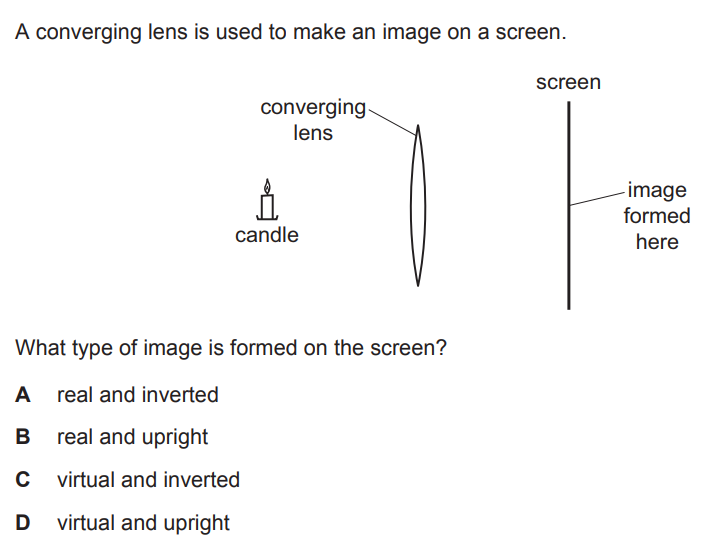 A converging lens is used to make an image on a screen.
screen
converging
lens
image
formed
here
candle
What type of image is formed on the screen?
A real and inverted
B real and upright
C virtual and inverted
D virtual and upright